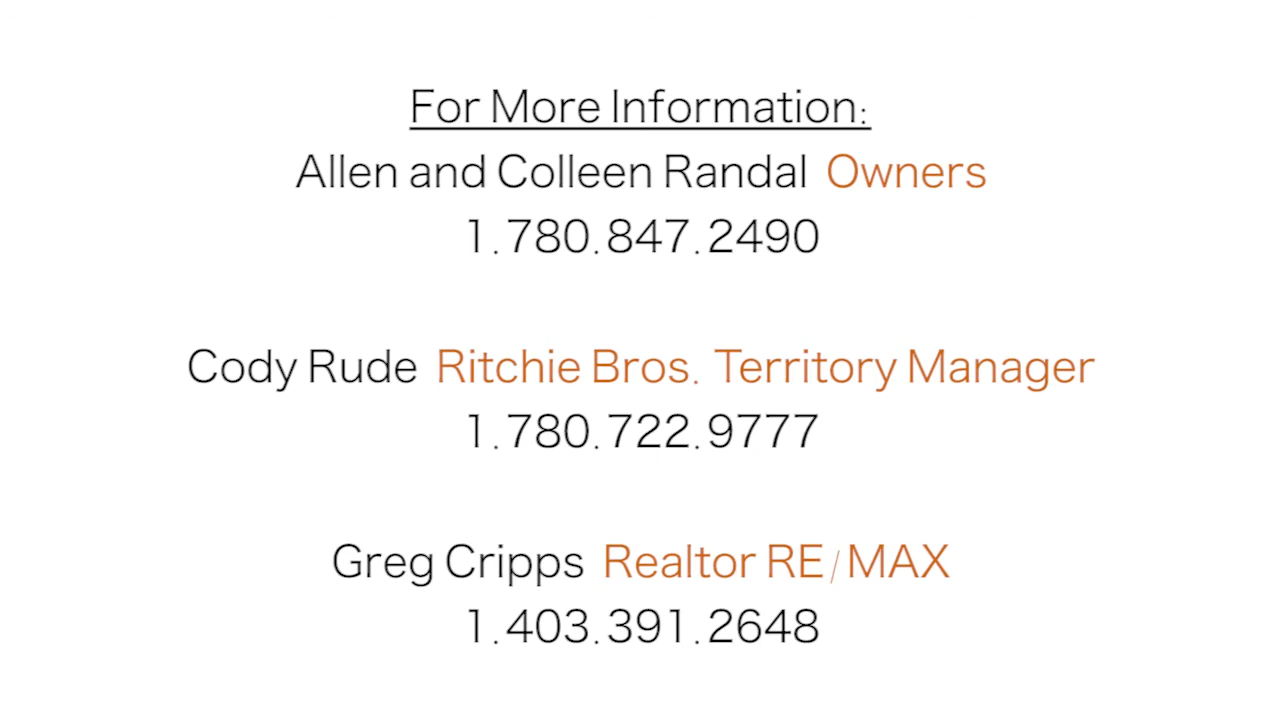 For More Information:
Allen and Colleen Randal Owners
1.780.847.2490
Cody Rude Ritchie Bros. Territory Manager
1.780.722.9777
Greg Cripps Realtor RE/MAX
1.403.391.2648